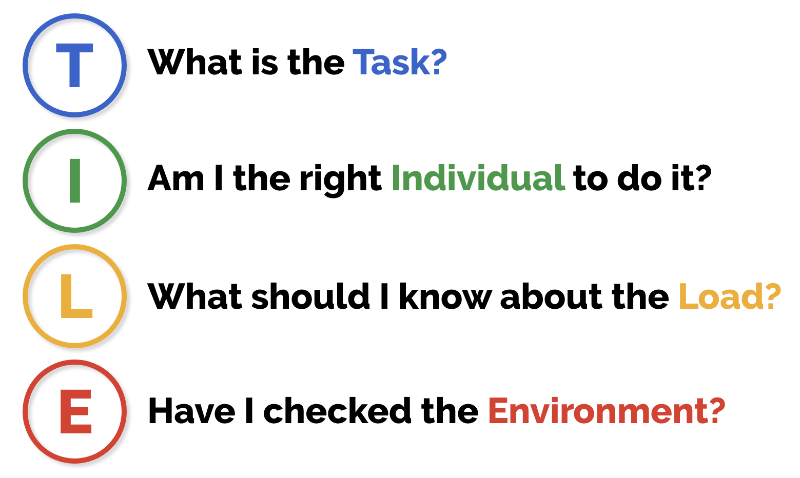 T What is the Task?
I Am I the right Individual to do it?
L What should I know about the Load?
E Have I checked the Environment?